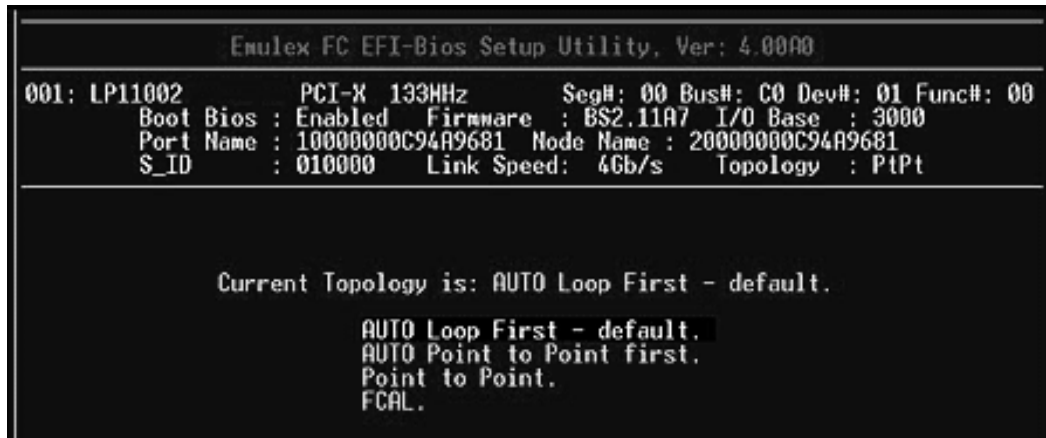 Emulex FC EFI-Bios Setup Utility, Ver: 4.00A0
001: LP11002 PCI-X 133MHz Seg#: 00 Bus#: C0 Dev#: 01 Func#: 00
Boot Bios : Enabled Firmware : BS2.11A7 I/O Base : 3000
Port Name : 10000000C94A9681 Node Name : 20000000C94A9681
S_ID : 010000 Link Speed: 4Gb/s Topology : PtPt
Current Topology is: AUTO Loop First - default.
AUTO Loop First - default.
AUTO Point to Point first.
Point to Point.
FCAL.